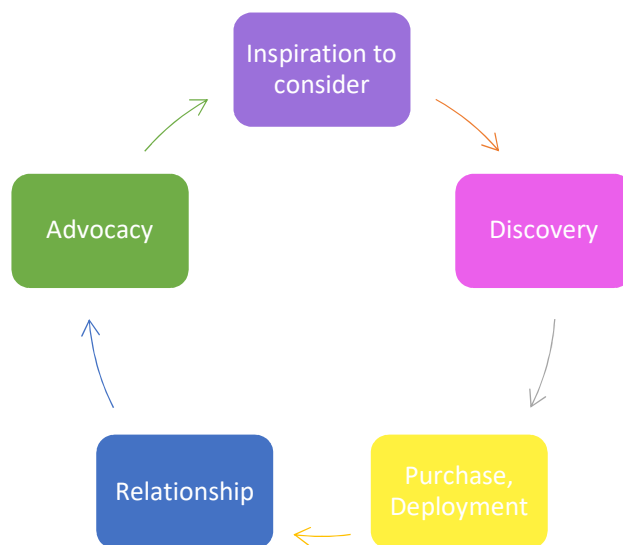 Inspiration to
consider
Discovery
Purchase,
Deployment
Relationship
Advocacy